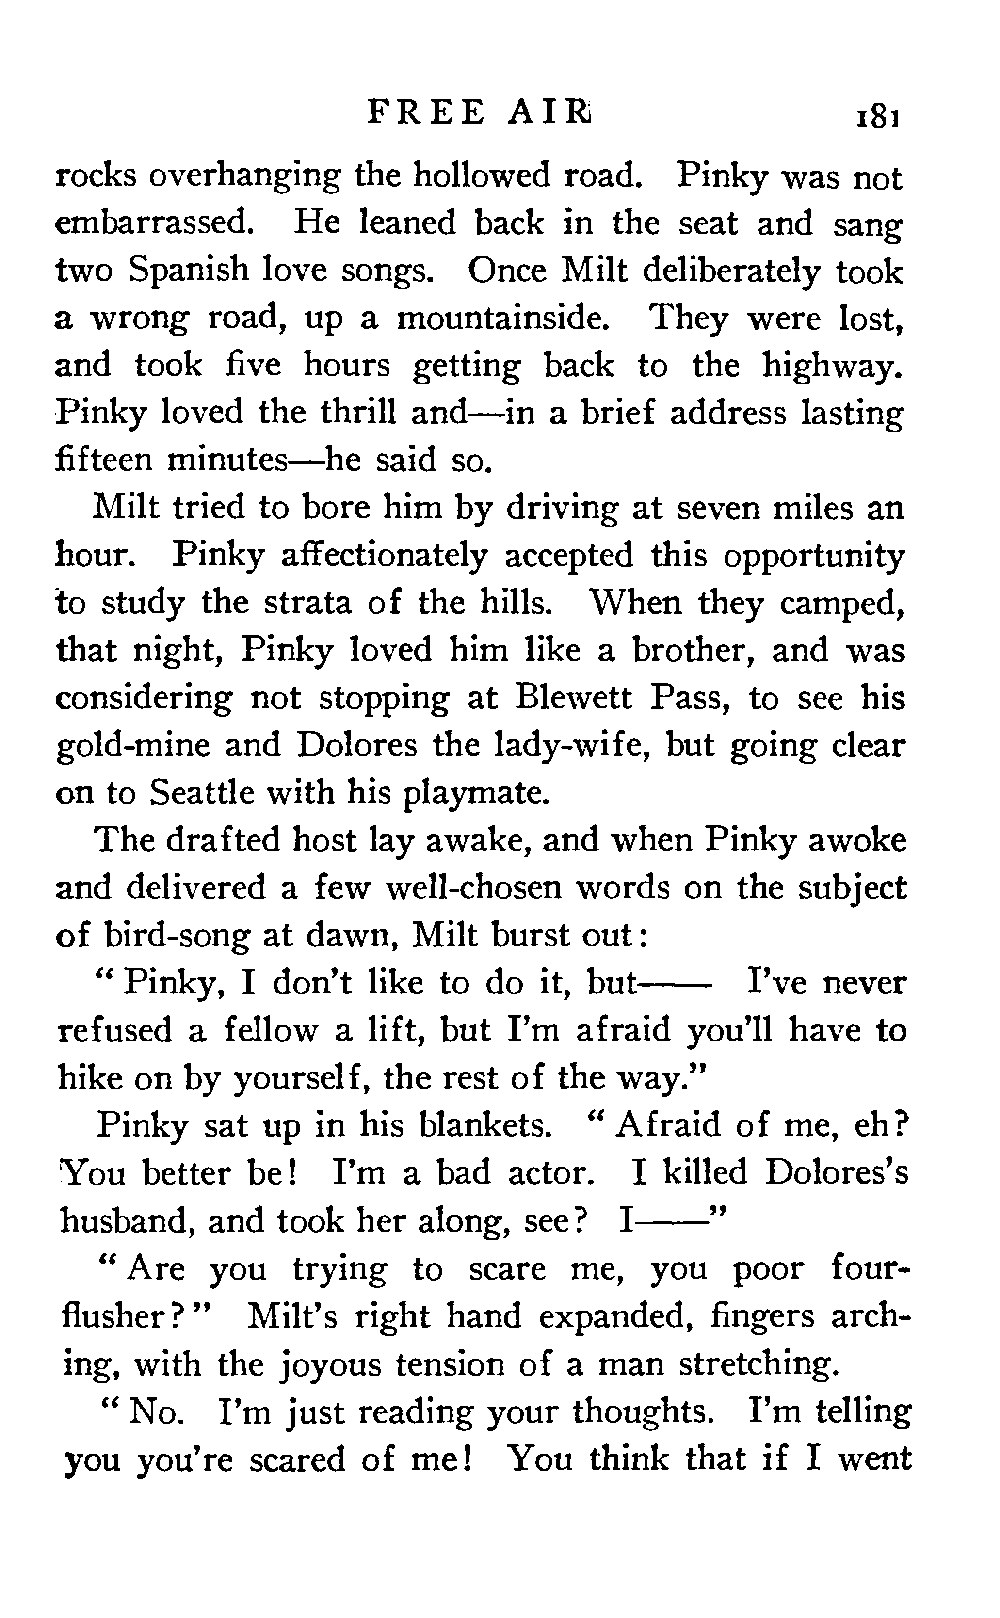 FREE AIR 181
rocks overhanging the hollowed road. Pinky was not
embarrassed. He leaned back in the seat and sang
two Spanish love songs. Once Milt deliberately took
a wrong road, up a mountainside. They were lost,
and took five hours getting back to the highway.
Pinky loved the thrill and—in a brief address lasting
fifteen minutes—he said so.
Milt tried to bore him by driving at seven miles an
hour. Pinky affectionately accepted this opportunity
to study the strata of the hills. When they camped,
that night, Pinky loved him like a brother, and was
considering not stopping at Blewett Pass, to see his
gold-mine and Dolores the lady-wife, but going clear
on to Seattle with his playmate.
The drafted host lay awake, and when Pinky awoke
and delivered a few well-chosen words on the subject
of bird-song at dawn, Milt burst out:
“Pinky, I don’t like to do it, but—— I’ve never
refused a fellow a lift, but I’m afraid you’ll have to
hike on by yourself, the rest of the way.”
Pinky sat up in his blankets. “Afraid of me, eh?
You better be! I’m a bad actor. I killed Dolores’s
husband, and took her along, see? I——”
“Are you trying to scare me, you poor four-
flusher?” Milt’s right hand expanded, fingers arch-
ing, with the joyous tension of a man stretching.
“No. I’m just reading your thoughts. I’m telling
you you’re scared of me! You think that if I went